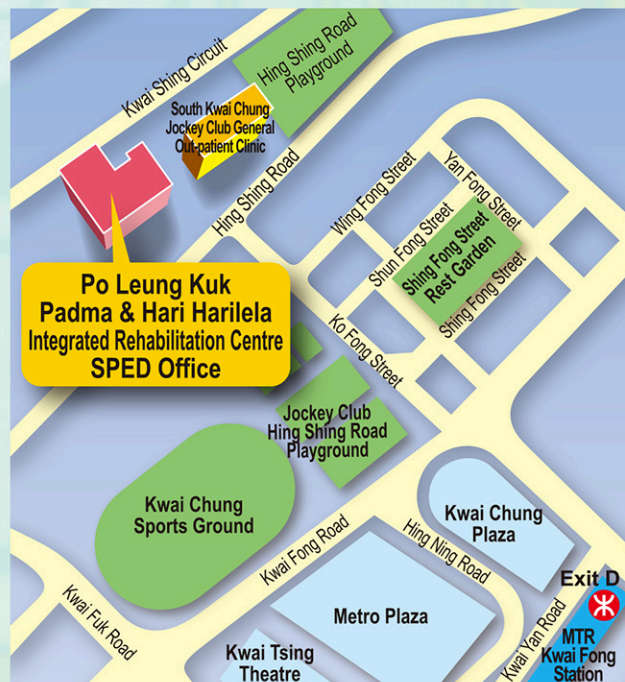 Kwai Shing Circuit
Hing Shing Road
Playground
South Kwai Chung
Jockey Club General
Out-patient Clinic
Hing Shing Road
Wing Fong Street
Yan Fong Street
Shun Fong Street
Shing Fong Street
Rest Garden
Shing Fong Street
Po Leung Kuk
Padma & Hari Harilela
Integrated Rehabilitation Centre
SPED Office
Ko Fong Street
Jockey Club
Hing Shing Road
Playground
Kwai Chung
Sports Ground
Kwai Fong Road
Hing Ning Road
Kwai Chung
Plaza
Kwai Fuk Road
Metro Plaza
Kwai Tsing
Theatre
Kwai Yan Road
Exit D
MTR
Kwai Fong
Station